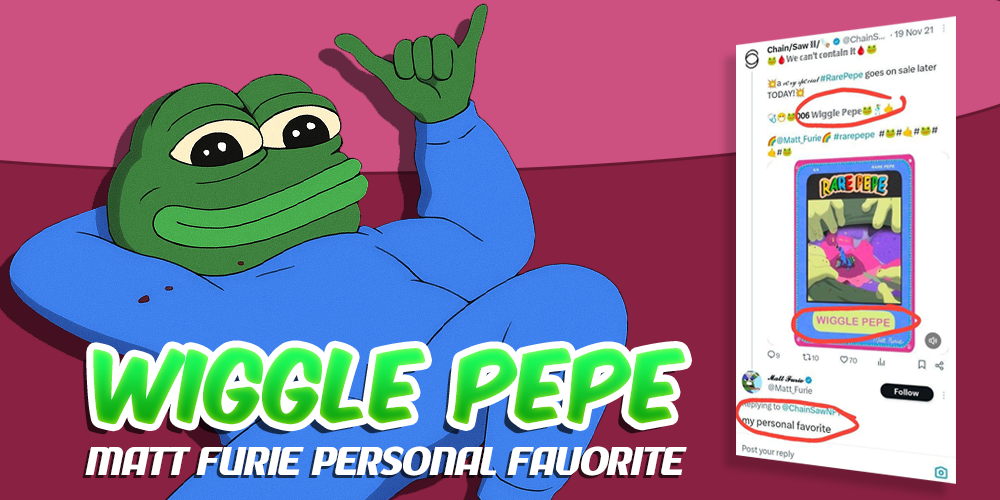 WIGGLE PEPE
MATT FURIE PERSONAL FAVORITE
Chain/Saw
@ChainS... · 19 Nov 21
🐸🩸We can't contain it🩸🐸
💥a very special #RarePepe goes on sale later
TODAY!💥
006 Wiggle Pepe
🌈@Matt_Furie🌈 #rarepepe #🐸#🤙#🐸#
🤙#🐸
RARE PEPE
RARE PEPE
WIGGLE PEPE
Matt Furie
9 10 70
Matt Furie
@Matt_Furie
Follow
Replying to @ChainSawNF
my personal favorite
Post your reply